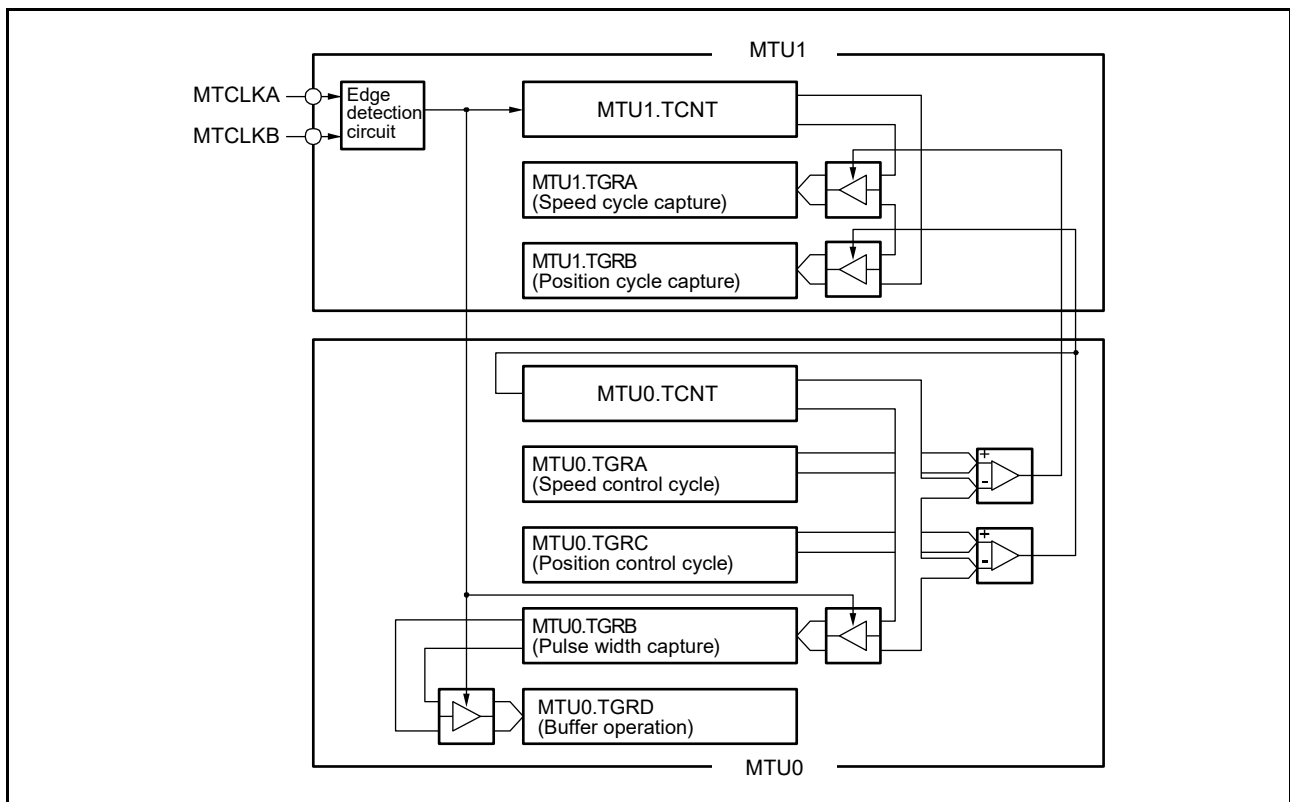 MTU1
MTCLKA
MTCLKB
Edge
detection
circuit
MTU1.TCNT
MTU1.TGRA
(Speed cycle capture)
MTU1.TGRB
(Position cycle capture)
MTU0.TCNT
MTU0.TGRA
(Speed control cycle)
+
-
MTU0.TGRC
(Position control cycle)
+
-
MTU0.TGRB
(Pulse width capture)
MTU0.TGRD
(Buffer operation)
MTU0